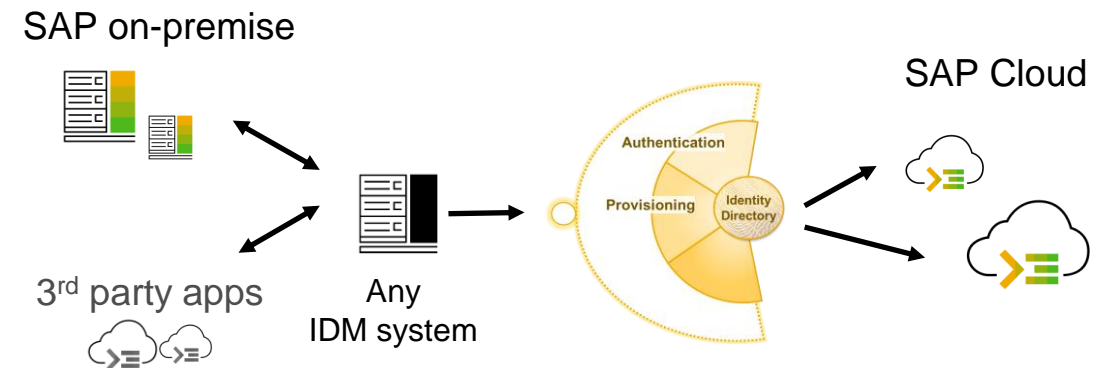 SAP on-premise
SAP Cloud
Authentication
Provisioning
Identity
Directory
3rd party apps
Any
IDM system